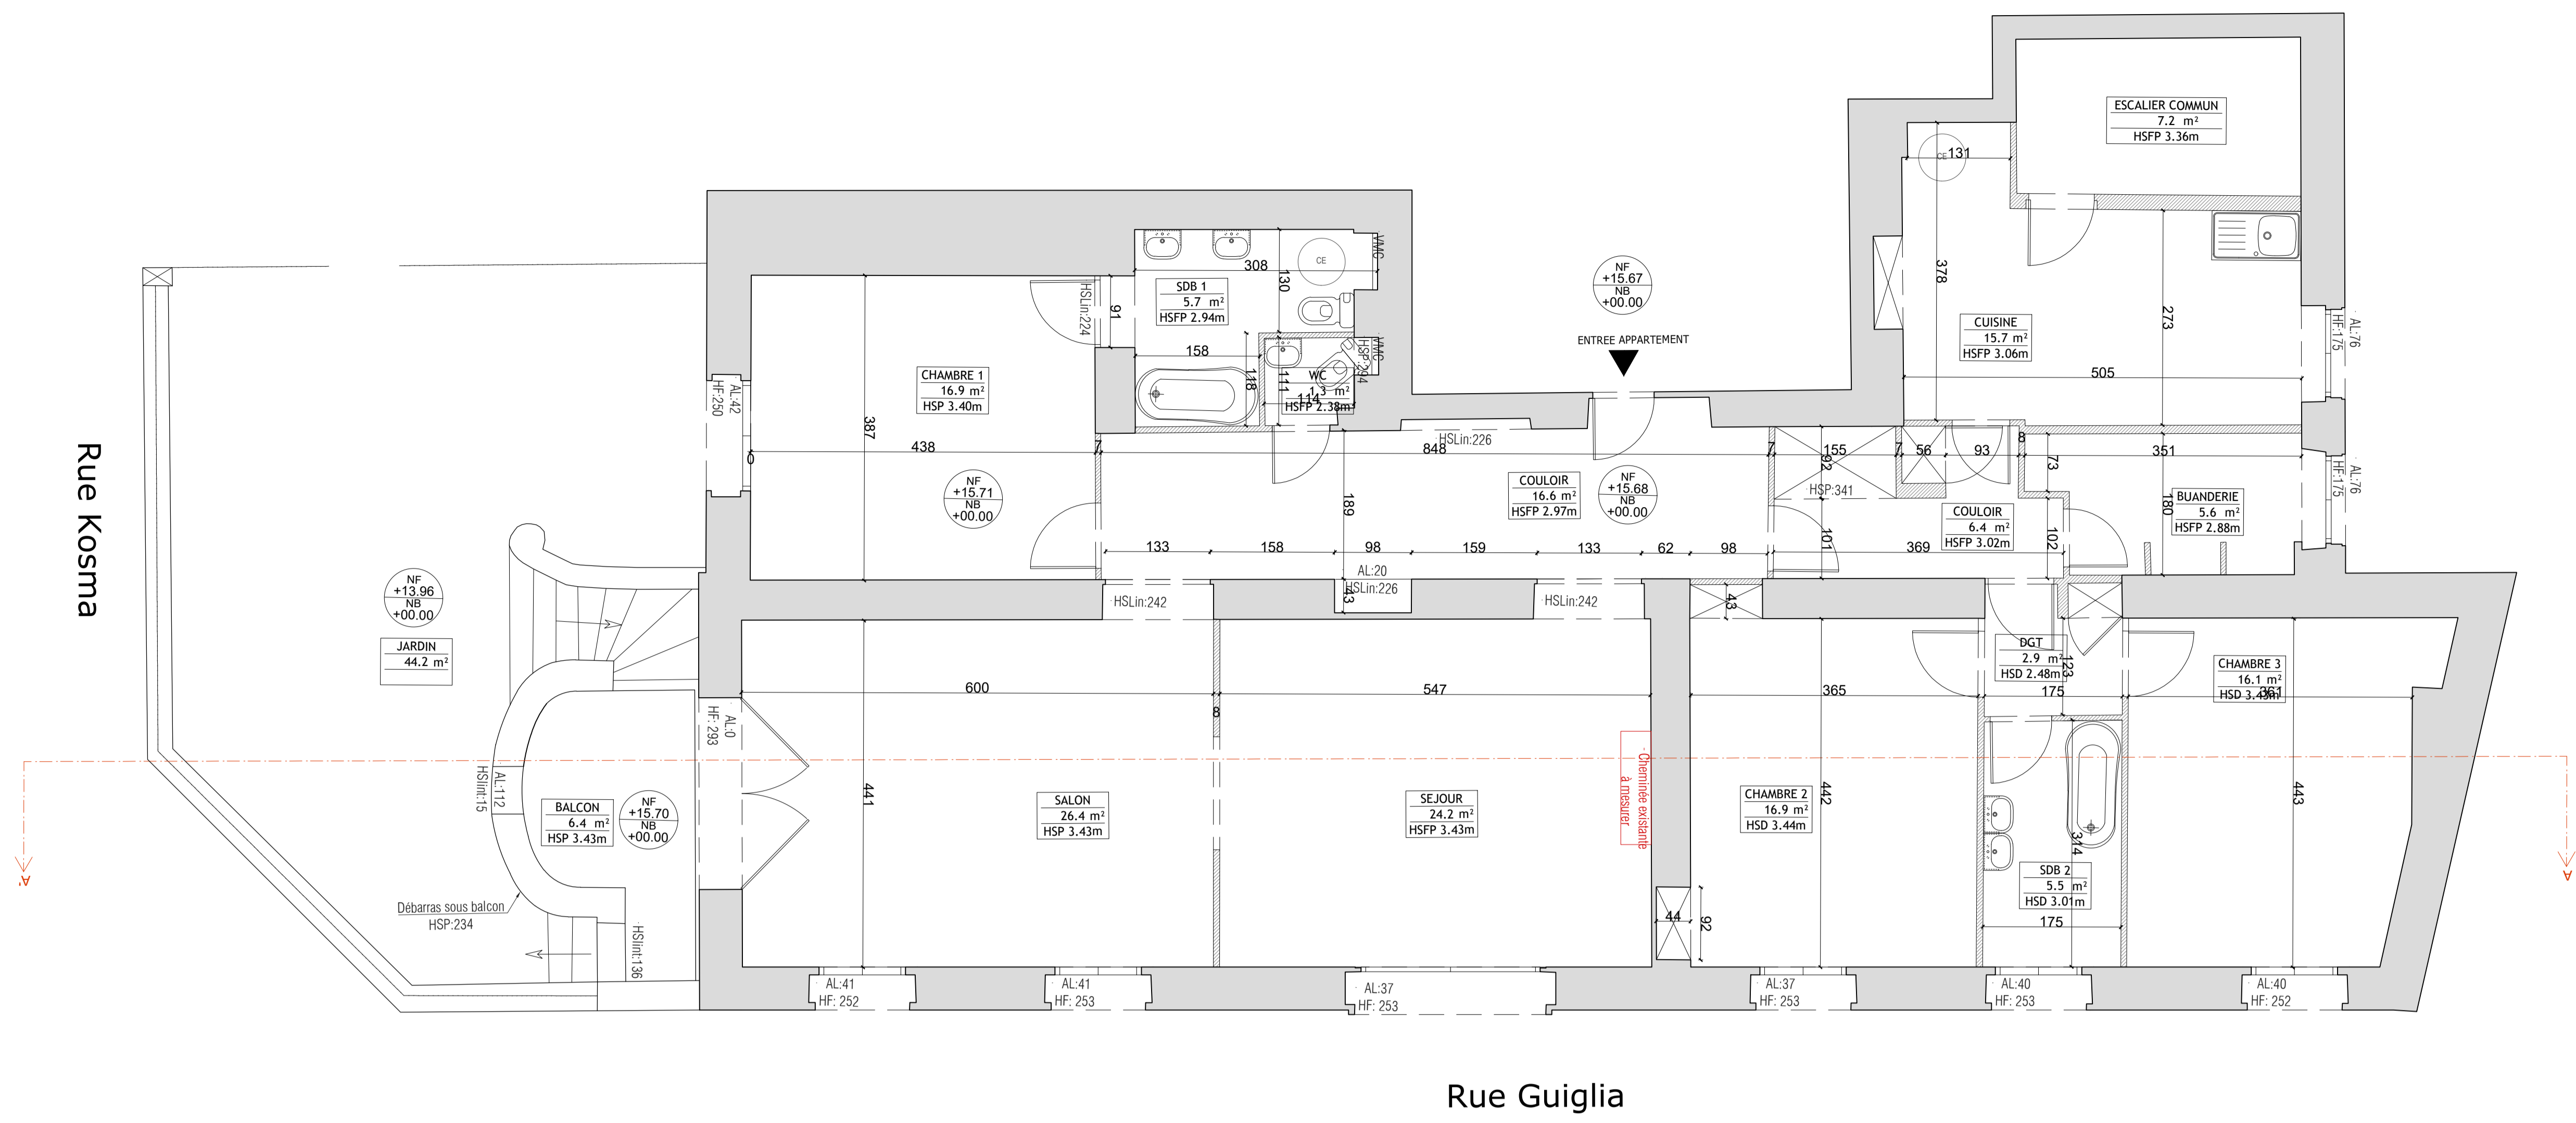 ESCALIER COMMUN
7.2 m²
HSFP 3.36m
CE
131
378
273
CUISINE
15.7 m²
HSFP 3.06m
505
HF:175
AL:76
NF
+15.67
NB
+00.00
ENTREE APPARTEMENT
VMC
308
CE
130
SDB 1
5.7 m²
HSFP 2.94m
HSLin:224
91
158
118
111
VMC
HSP:294
WC
1.3 m²
HSFP 2.38m
114
CHAMBRE 1
16.9 m²
HSP 3.40m
AL:42
HF:250
387
438
0
7
848
HSLin:226
7
155
92
7
56
93
8
73
351
HSP:341
HF:175
AL:76
NF
+15.71
NB
+00.00
COULOIR
16.6 m²
HSFP 2.97m
NF
+15.68
NB
+00.00
189
BUANDERIE
5.6 m²
HSFP 2.88m
180
COULOIR
6.4 m²
HSFP 3.02m
101
102
369
133
158
98
159
133
62
98
AL:20
HSLin:226
43
HSLin:242
HSLin:242
43
Rue Kosma
NF
+13.96
NB
+00.00
JARDIN
44.2 m²
DGT
2.9 m²
HSD 2.48m
123
CHAMBRE 3
16.1 m²
HSD 3.43m
361
600
8
547
365
175
AL:0
HF: 293
Cheminée existante
à mesurer
HSlint:15
AL:112
BALCON
6.4 m²
HSP 3.43m
NF
+15.70
NB
+00.00
441
SALON
26.4 m²
HSP 3.43m
SEJOUR
24.2 m²
HSFP 3.43m
CHAMBRE 2
16.9 m²
HSD 3.44m
442
443
314
SDB 2
5.5 m²
HSD 3.01m
175
A'
A
Débarras sous balcon
HSP:234
HSlint:136
44
92
AL:41
HF: 252
AL:41
HF: 253
AL:37
HF: 253
AL:37
HF: 253
AL:40
HF: 253
AL:40
HF: 252
Rue Guiglia